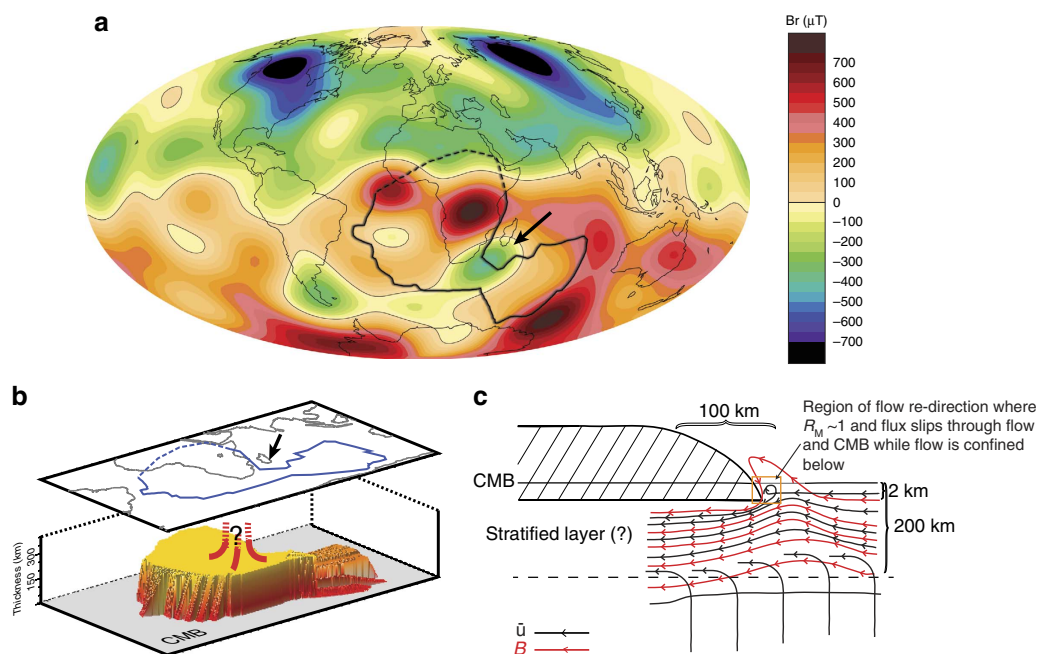 a
Br (μT)
700
600
500
400
300
200
100
0
–100
–200
–300
–400
–500
–600
–700
b
?
Thickness (km)
300
150
CMB
c
100 km
Region of flow re-direction where
R_M ~1 and flux slips through flow
and CMB while flow is confined
below
CMB
2 km
200 km
Stratified layer (?)
ū
B